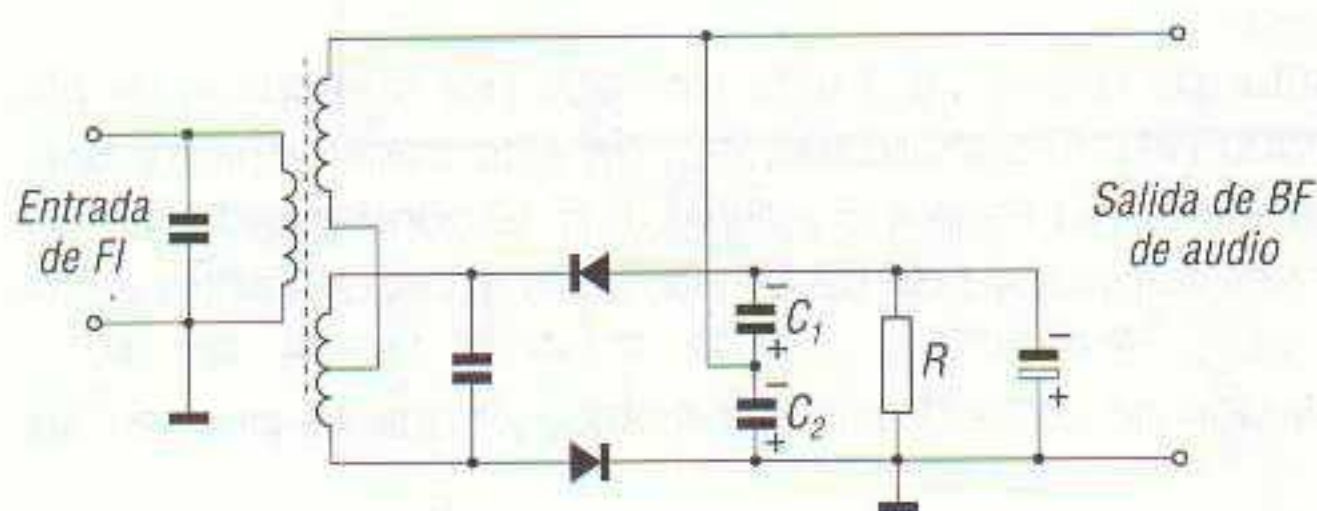 Entrada
de FI
Salida de BF
de audio
−
C₁
+
−
C₂
+
R
−
+